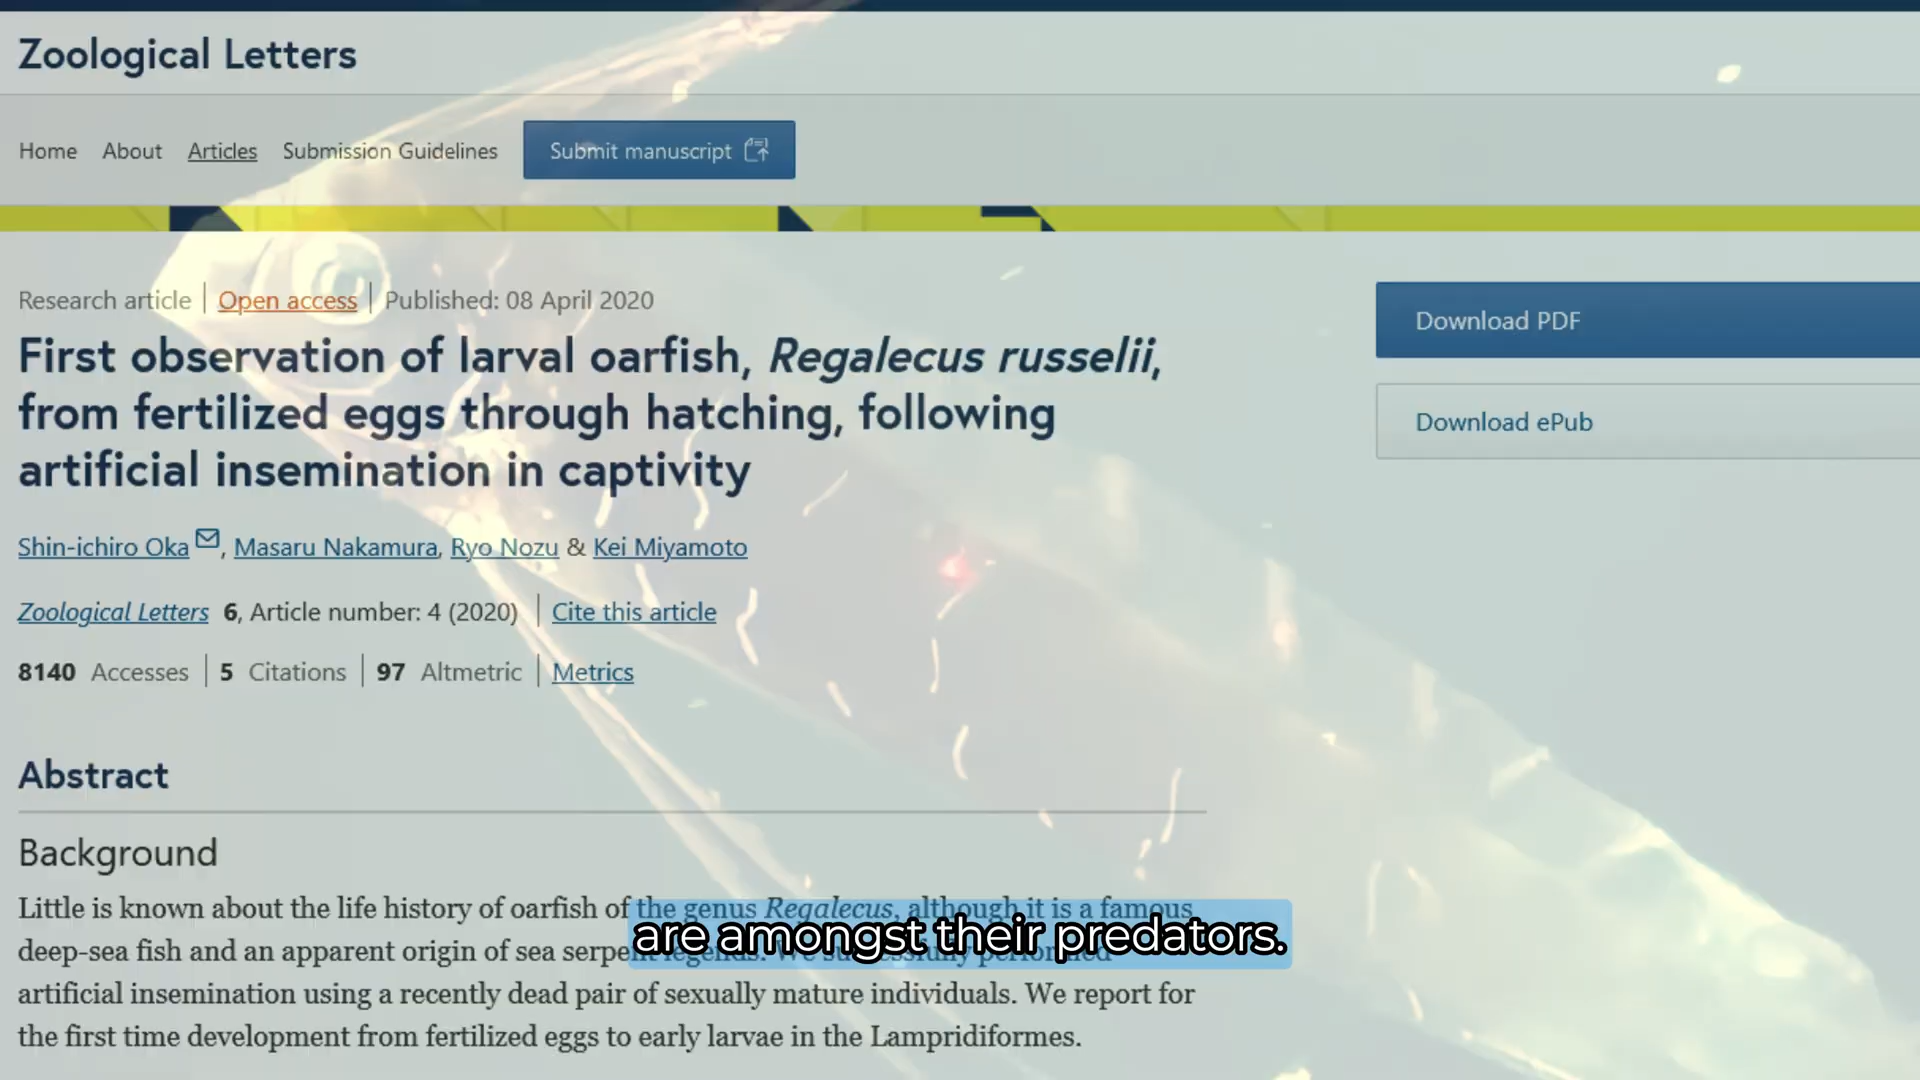 Zoological Letters
Home About Articles Submission Guidelines Submit manuscript
Research article Open access Published: 08 April 2020
First observation of larval oarfish, Regalecus russelii,
from fertilized eggs through hatching, following
artificial insemination in captivity
Download PDF
Download ePub
Shin-ichiro Oka, Masaru Nakamura, Ryo Nozu & Kei Miyamoto
Zoological Letters 6, Article number: 4 (2020) Cite this article
8140 Accesses 5 Citations 97 Altmetric Metrics
Abstract
Background
Little is known about the life history of oarfish of the genus Regalecus, although it is a famous
are amongst their predators.
deep-sea fish and an apparent origin of sea serpent legends. We successfully performed
artificial insemination using a recently dead pair of sexually mature individuals. We report for
the first time development from fertilized eggs to early larvae in the Lampridiformes.